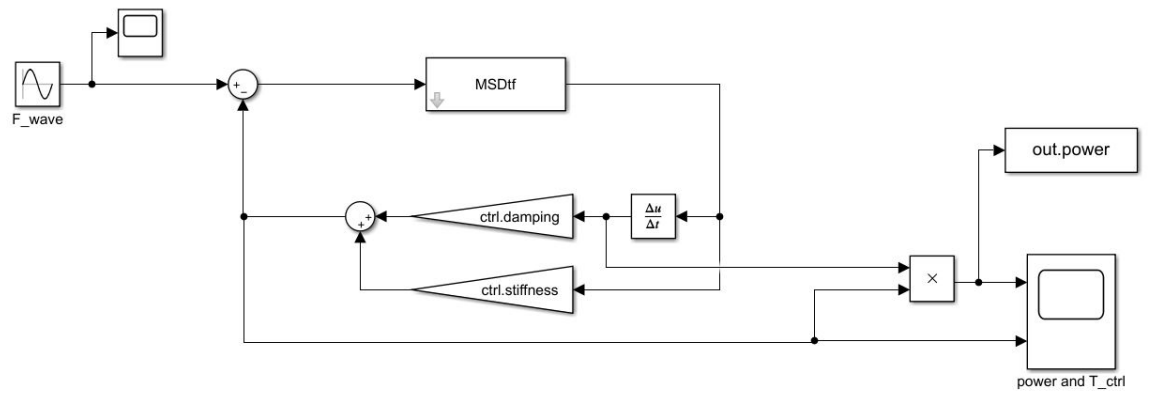 F_wave
+
−
MSDtf
out.power
+
+
ctrl.damping
Δu
Δt
ctrl.stiffness
×
power and T_ctrl